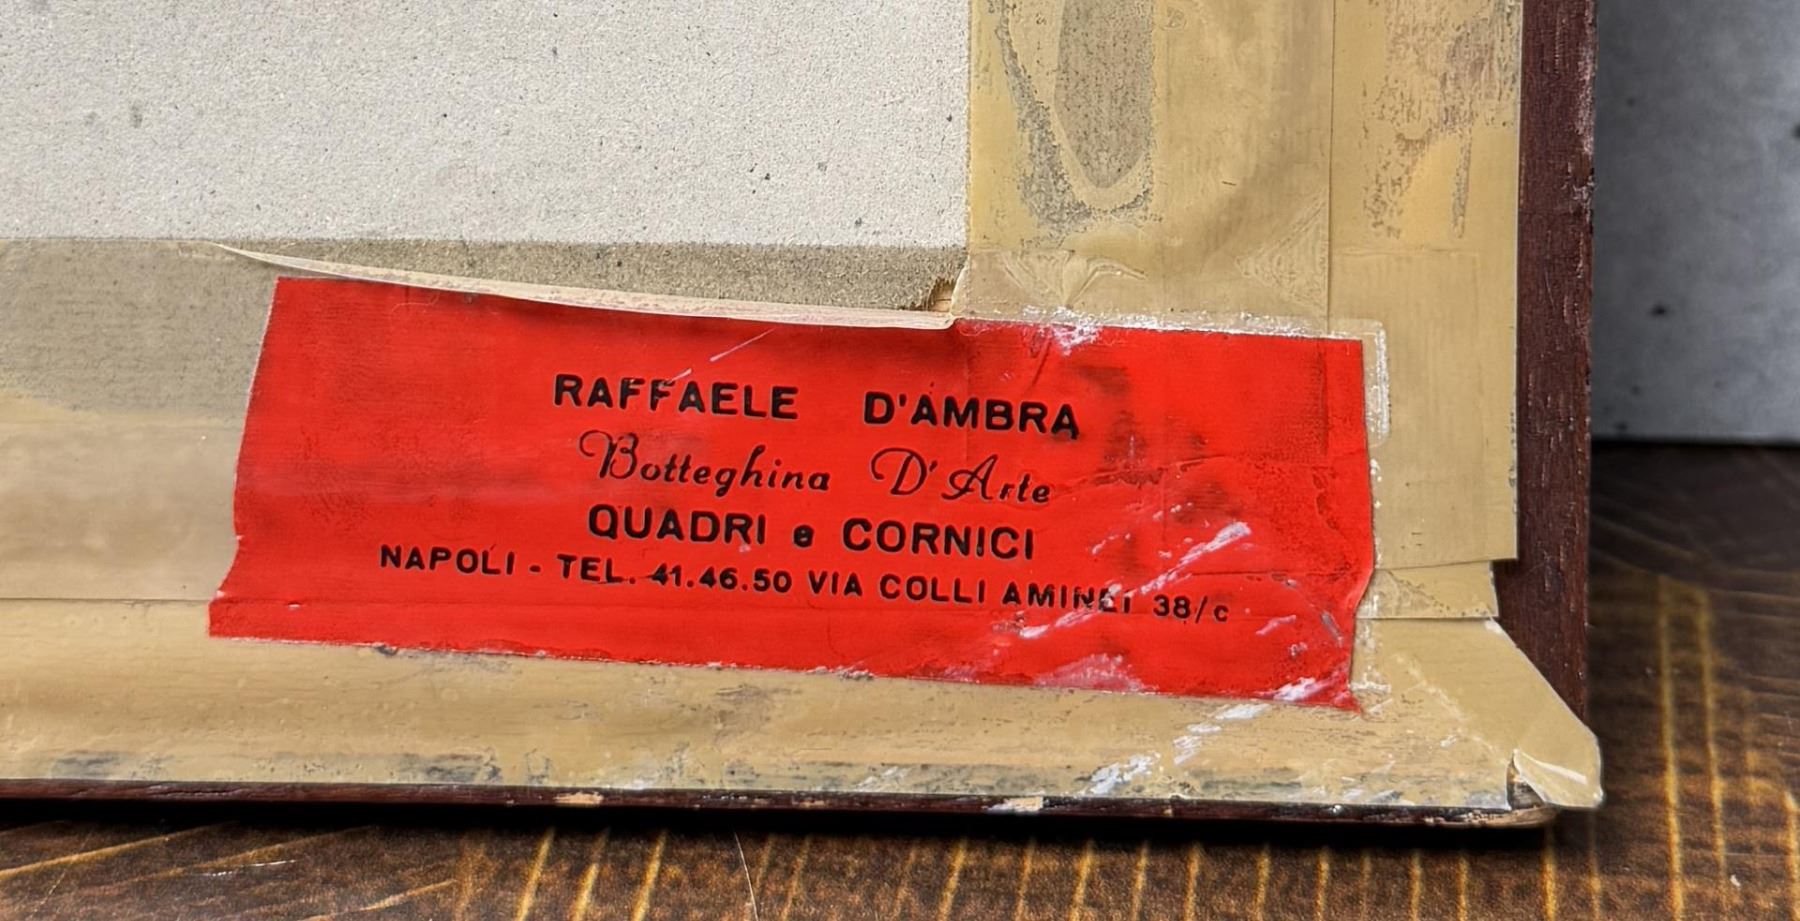 RAFFAELE D'AMBRA
Botteghina D'Arte
QUADRI e CORNICI
NAPOLI - TEL. 41.46.50 VIA COLLI AMINEI 38/c